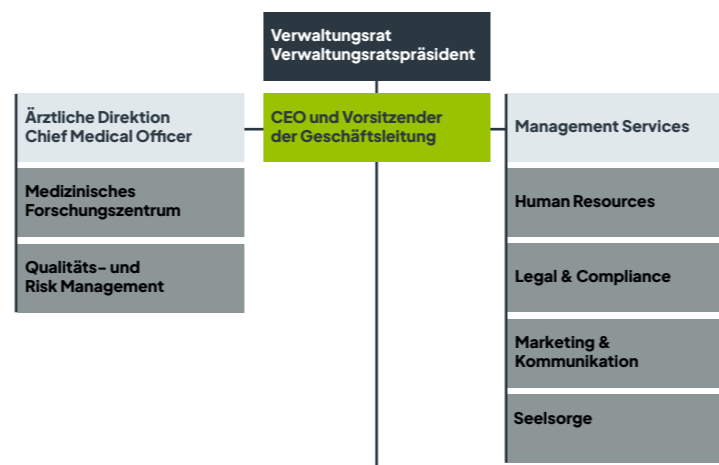 Verwaltungsrat
Verwaltungsratspräsident
Ärztliche Direktion
Chief Medical Officer
CEO und Vorsitzender
der Geschäftsleitung
Management Services
Medizinisches
Forschungszentrum
Qualitäts- und
Risk Management
Human Resources
Legal & Compliance
Marketing &
Kommunikation
Seelsorge